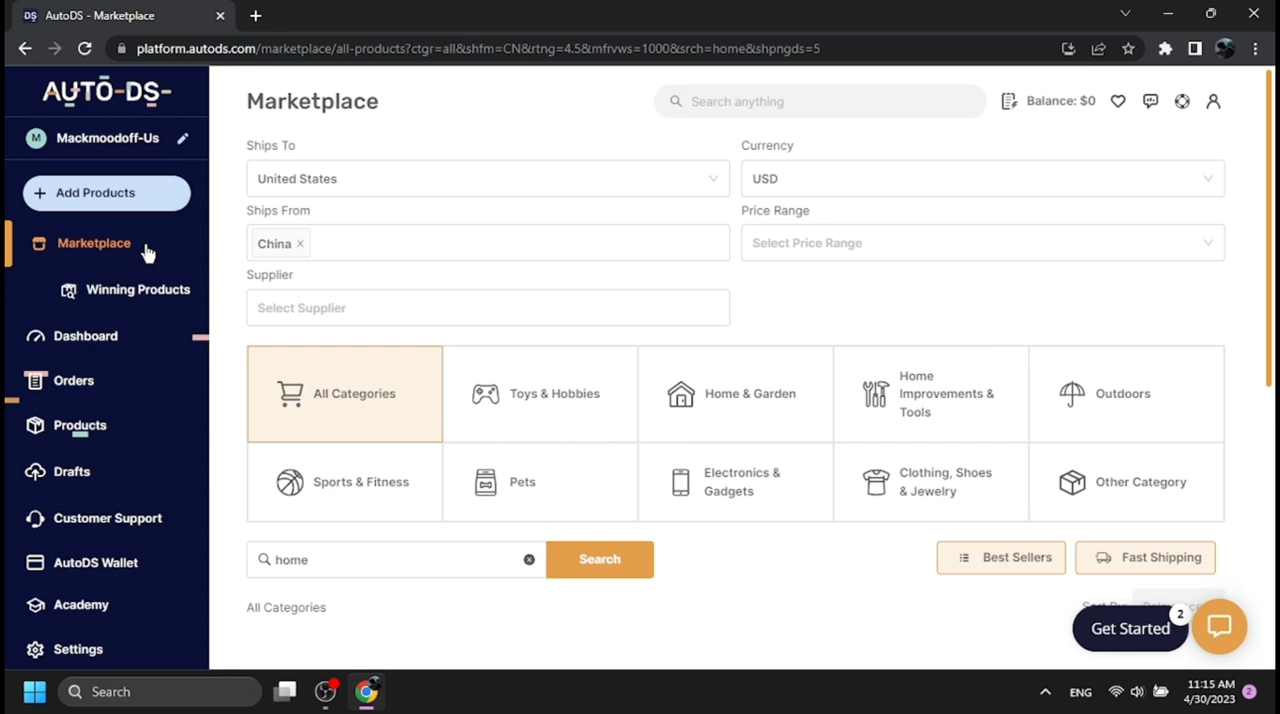 DS AutoDS - Marketplace
platform.autods.com/marketplace/all-products?ctgr=all&shfm=CN&rtng=4.5&mfrvws=1000&srch=home&shpngds=5
AUTO-DS-
M Mackmoodoff-Us
+ Add Products
Marketplace
Winning Products
Dashboard
Orders
Products
Drafts
Customer Support
AutoDS Wallet
Academy
Settings
Marketplace
Search anything
Balance: $0
Ships To
Currency
United States
USD
Ships From
Price Range
China ×
Select Price Range
Supplier
Select Supplier
All Categories
Toys & Hobbies
Home & Garden
Home
Improvements &
Tools
Outdoors
Sports & Fitness
Pets
Electronics &
Gadgets
Clothing, Shoes
& Jewelry
Other Category
home
Search
Best Sellers
Fast Shipping
All Categories
Get Started
2
Search
ENG
11:15 AM
4/30/2023
2